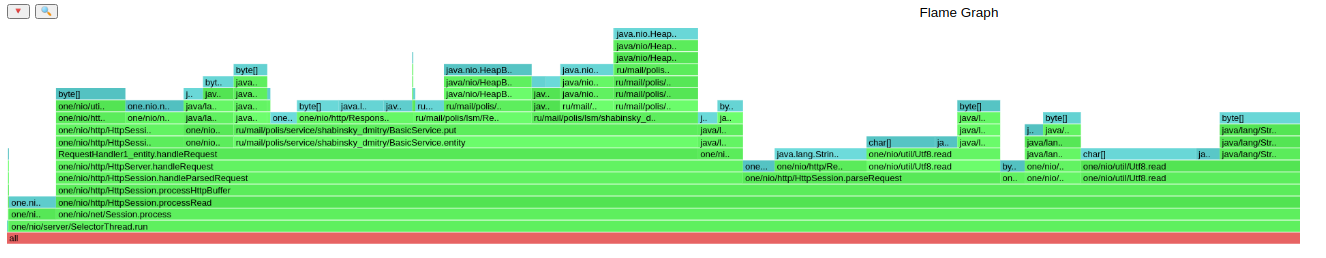 Flame Graph
java.nio.Heap..
java/nio/Heap..
java/nio/Heap..
byte[] java.nio.HeapB.. java.nio.. ru/mail/polis..
byt.. java.. java/nio/HeapB.. java/nio.. ru/mail/polis/..
byte[] j.. jav.. java.. java/nio/HeapB.. jav.. java/nio.. ru/mail/polis/..
one/nio/uti.. one.nio.n.. java/la.. java.. byte[] java.l.. jav.. ru... ru/mail/polis/.. jav.. ru/mail/.. ru/mail/polis/.. by.. byte[]
one/nio/htt.. one/nio/n.. java/la.. java.. one.. one/nio/http/Respons.. ru/mail/polis/lsm/Re.. ru/mail/polis/lsm/shabinsky_d.. j.. ja.. java/l.. byte[] byte[]
one/nio/http/HttpSessi.. one/nio.. ru/mail/polis/service/shabinsky_dmitry/BasicService.put java/l.. java/l.. j.. java/.. java/lang/Str..
one/nio/http/HttpSessi.. one/nio.. ru/mail/polis/service/shabinsky_dmitry/BasicService.entity java/l.. char[] ja.. java/l.. java/lan.. java/lang/Str..
RequestHandler1_entity.handleRequest one/ni.. java.lang.Strin.. one/nio/util/Utf8.read java/l.. java/lan.. char[] ja.. java/lang/Str..
one/nio/http/HttpServer.handleRequest one... one/nio/http/Re.. one/nio/util/Utf8.read by.. one/nio/.. one/nio/util/Utf8.read one/nio/util/Utf8.read
one/nio/http/HttpSession.handleParsedRequest one/nio/http/HttpSession.parseRequest on.. one/nio/.. one/nio/util/Utf8.read one/nio/util/Utf8.read
one/nio/http/HttpSession.processHttpBuffer
one.ni.. one/nio/http/HttpSession.processRead
one/ni.. one/nio/net/Session.process
one/nio/server/SelectorThread.run
all